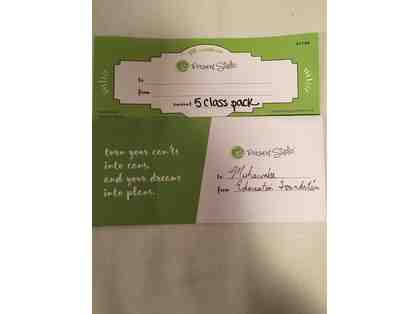 Present Studio
to
from
amount 5 class pack
turn your can'ts
into cans,
and your dreams
into plans.
Present Studio
to
from Education Foundation